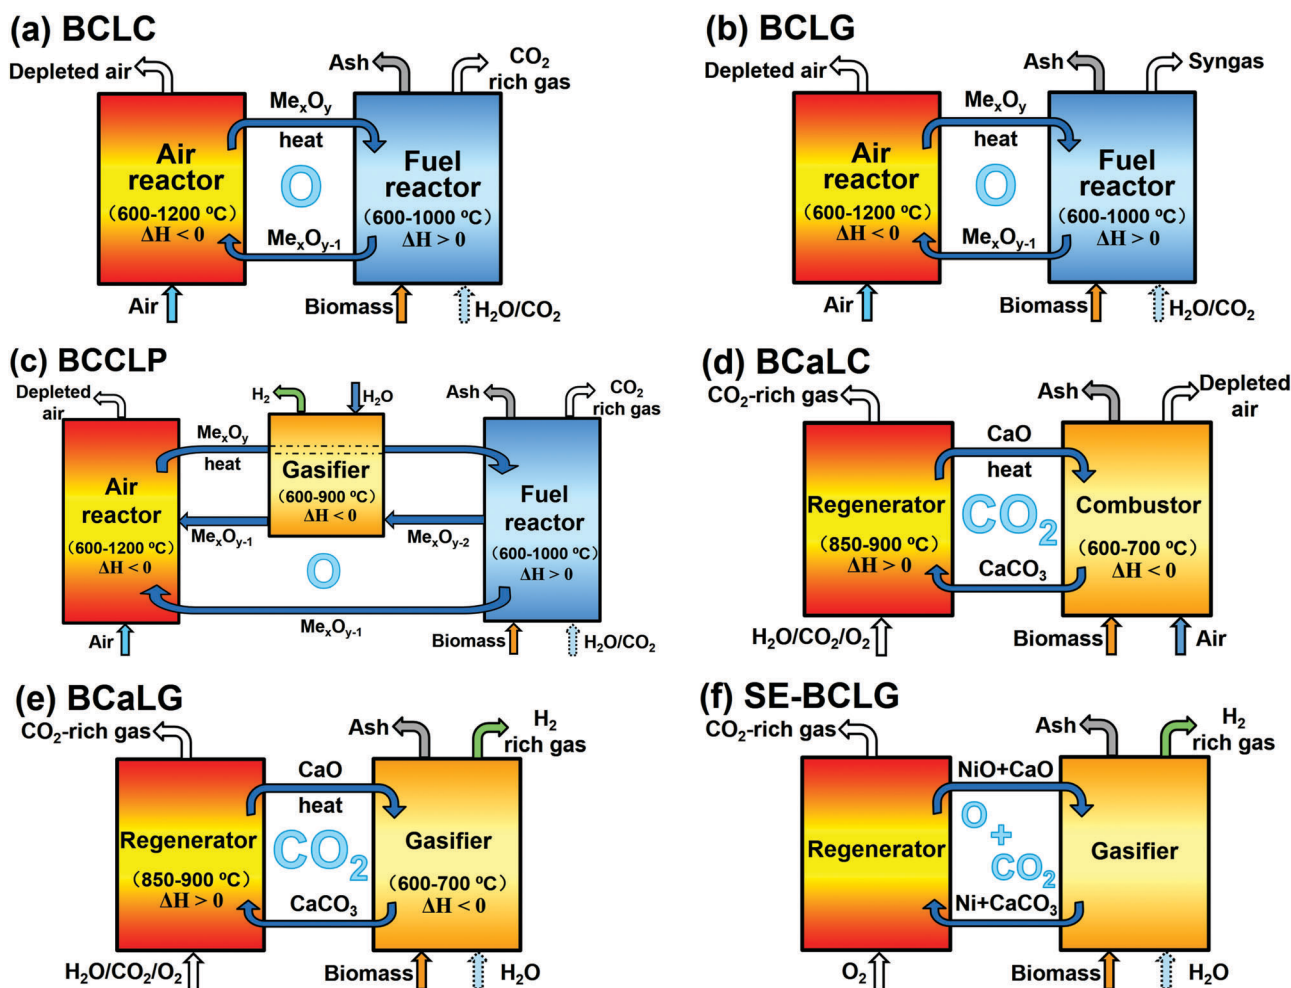 (a) BCLC
Depleted air
Ash
CO₂
rich gas
MeₓOᵧ
heat
Air
reactor
(600-1200 ºC)
ΔH < 0
O
Fuel
reactor
(600-1000 ºC)
ΔH > 0
MeₓOᵧ₋₁
Air
Biomass
H₂O/CO₂
(b) BCLG
Depleted air
Ash
Syngas
MeₓOᵧ
heat
Air
reactor
(600-1200 ºC)
ΔH < 0
O
Fuel
reactor
(600-1000 ºC)
ΔH > 0
MeₓOᵧ₋₁
Air
Biomass
H₂O/CO₂
(c) BCCLP
Depleted
air
H₂
H₂O
Ash
CO₂
rich gas
MeₓOᵧ
heat
Gasifier
(600-900 ºC)
ΔH < 0
Air
reactor
(600-1200 ºC)
ΔH < 0
MeₓOᵧ₋₁
MeₓOᵧ₋₂
Fuel
reactor
(600-1000 ºC)
ΔH > 0
O
MeₓOᵧ₋₁
Air
Biomass
H₂O/CO₂
(d) BCaLC
CO₂-rich gas
Ash
Depleted
air
CaO
heat
Regenerator
(850-900 ºC)
ΔH > 0
CO₂
Combustor
(600-700 ºC)
ΔH < 0
CaCO₃
H₂O/CO₂/O₂
Biomass
Air
(e) BCaLG
CO₂-rich gas
Ash
H₂
rich gas
CaO
heat
Regenerator
(850-900 ºC)
ΔH > 0
CO₂
Gasifier
(600-700 ºC)
ΔH < 0
CaCO₃
H₂O/CO₂/O₂
Biomass
H₂O
(f) SE-BCLG
CO₂-rich gas
Ash
H₂
rich gas
NiO+CaO
Regenerator
O
+
CO₂
Gasifier
Ni+CaCO₃
O₂
Biomass
H₂O